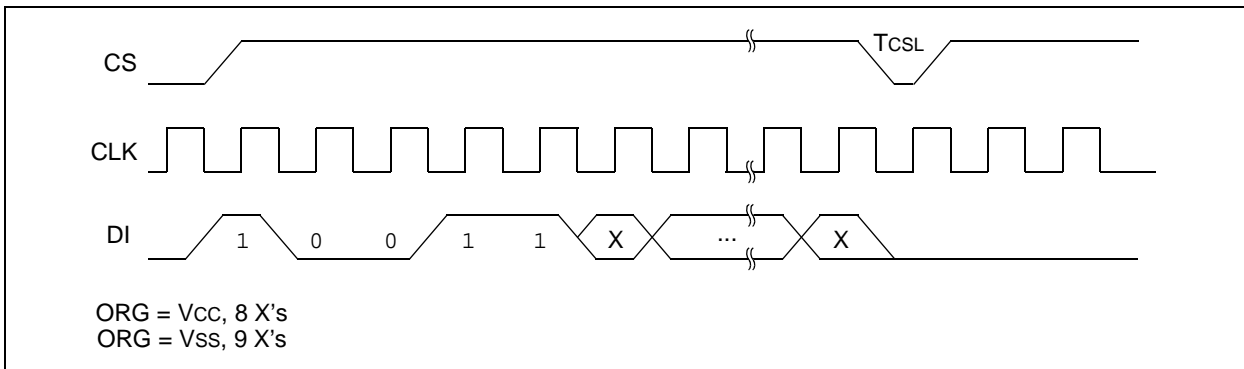 CS TCSL
CLK
DI 1 0 0 1 1 X ... X
ORG = VCC, 8 X's
ORG = VSS, 9 X's